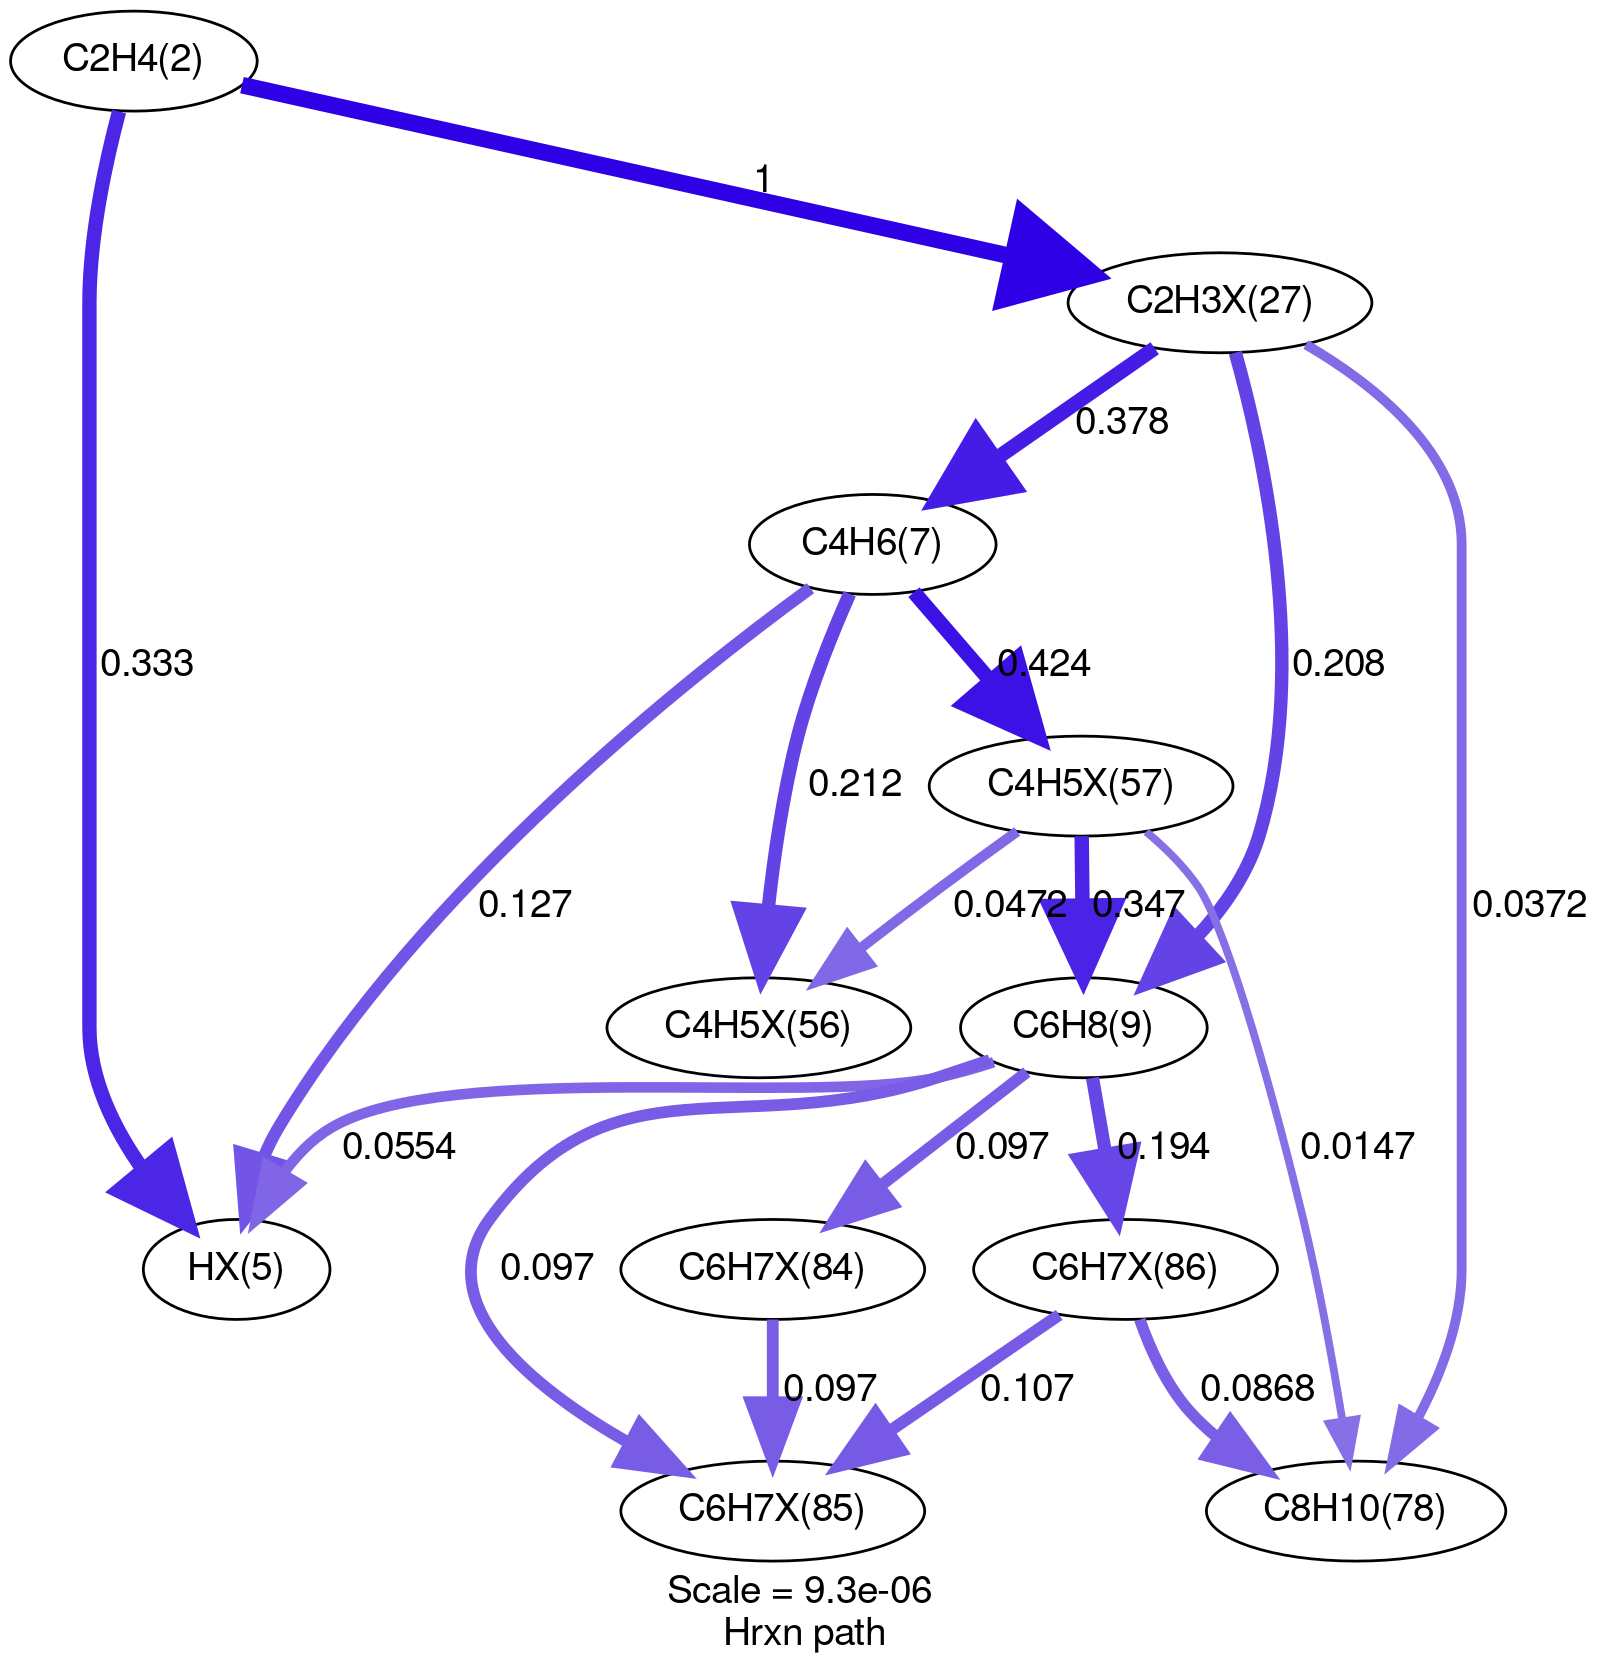 C2H4(2)
1
C2H3X(27)
0.378
C4H6(7)
0.333
0.424
0.208
0.212
C4H5X(57)
0.127
0.0472
0.347
0.0372
C4H5X(56)
C6H8(9)
0.0554
0.097
0.194
0.0147
HX(5)
0.097
C6H7X(84)
C6H7X(86)
0.097
0.107
0.0868
C6H7X(85)
C8H10(78)
Scale = 9.3e-06
Hrxn path